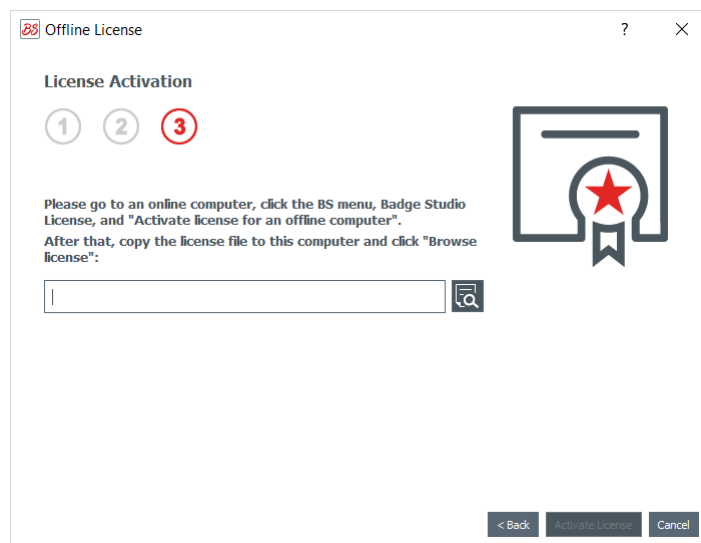 BS Offline License
?
License Activation
1 2 3
Please go to an online computer, click the BS menu, Badge Studio
License, and "Activate license for an offline computer".
After that, copy the license file to this computer and click "Browse
license":
< Back Activate License Cancel